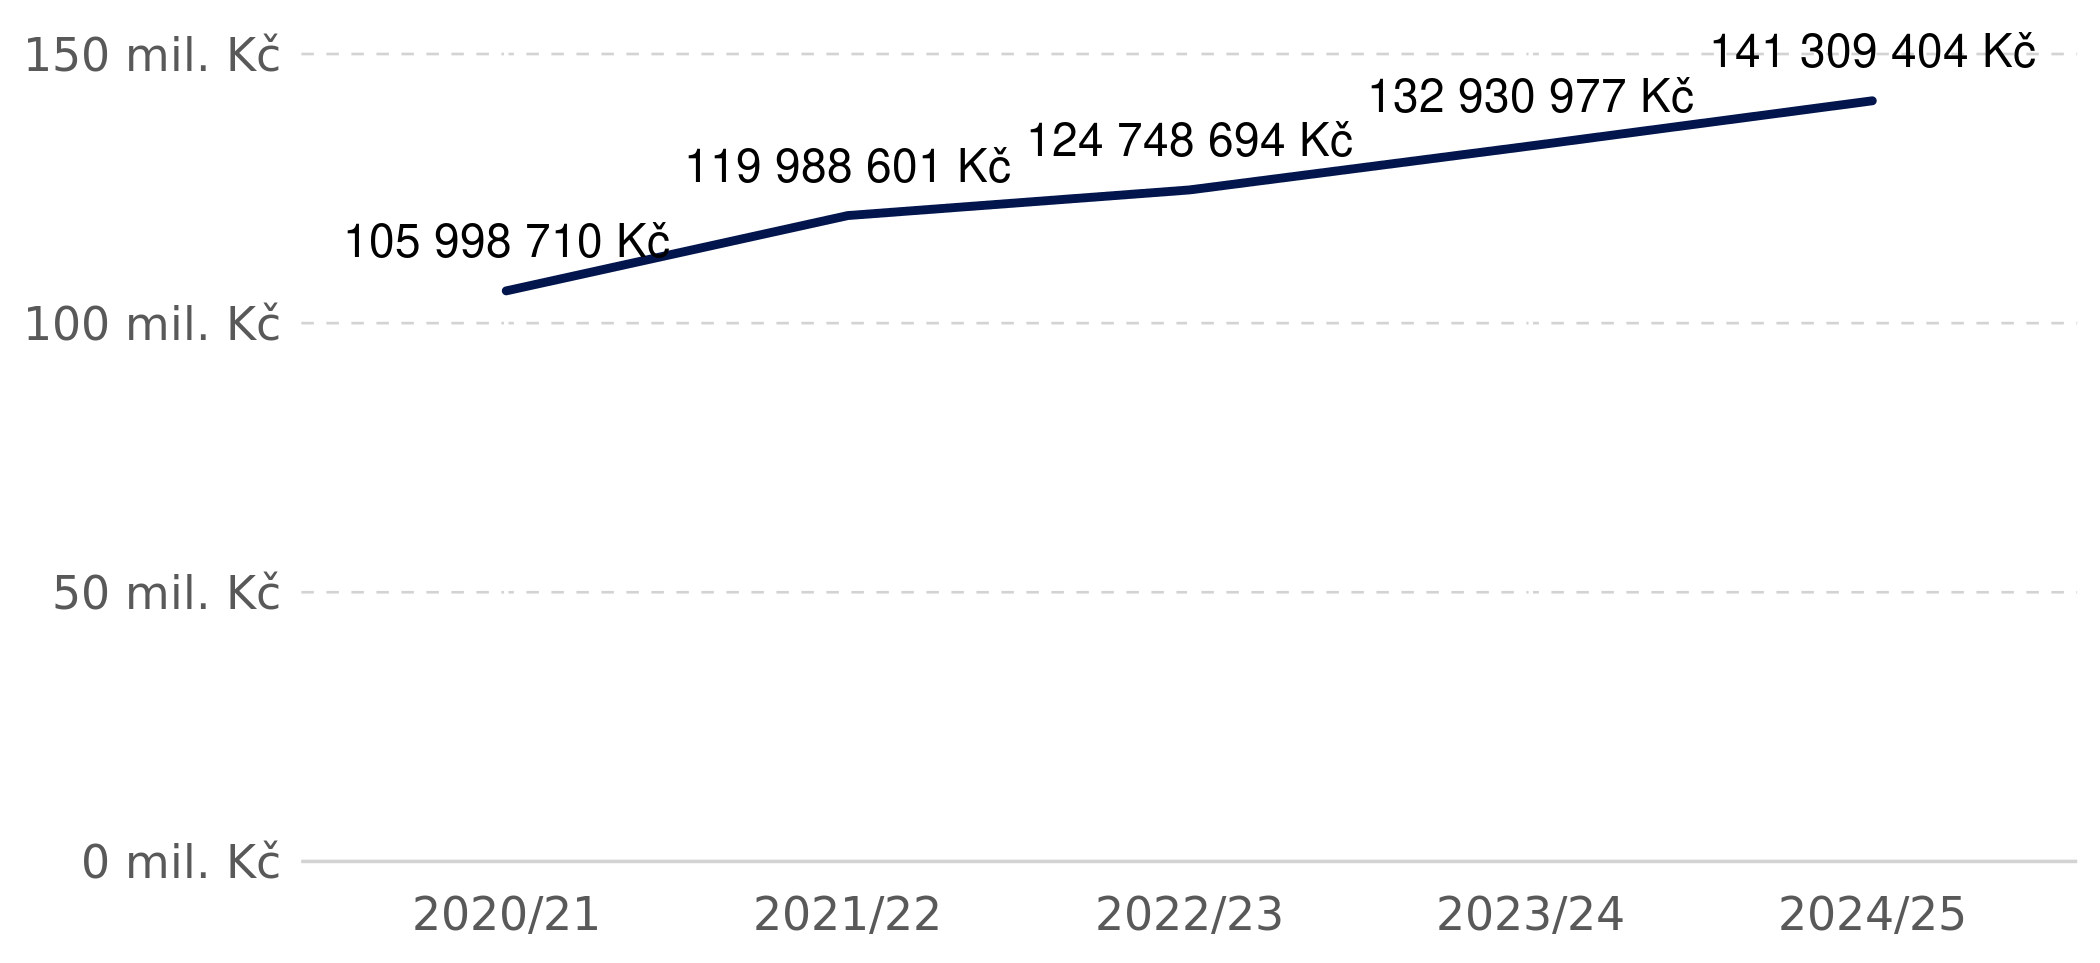 150 mil. Kč
141 309 404 Kč
132 930 977 Kč
124 748 694 Kč
119 988 601 Kč
105 998 710 Kč
100 mil. Kč
50 mil. Kč
0 mil. Kč
2020/21
2021/22
2022/23
2023/24
2024/25